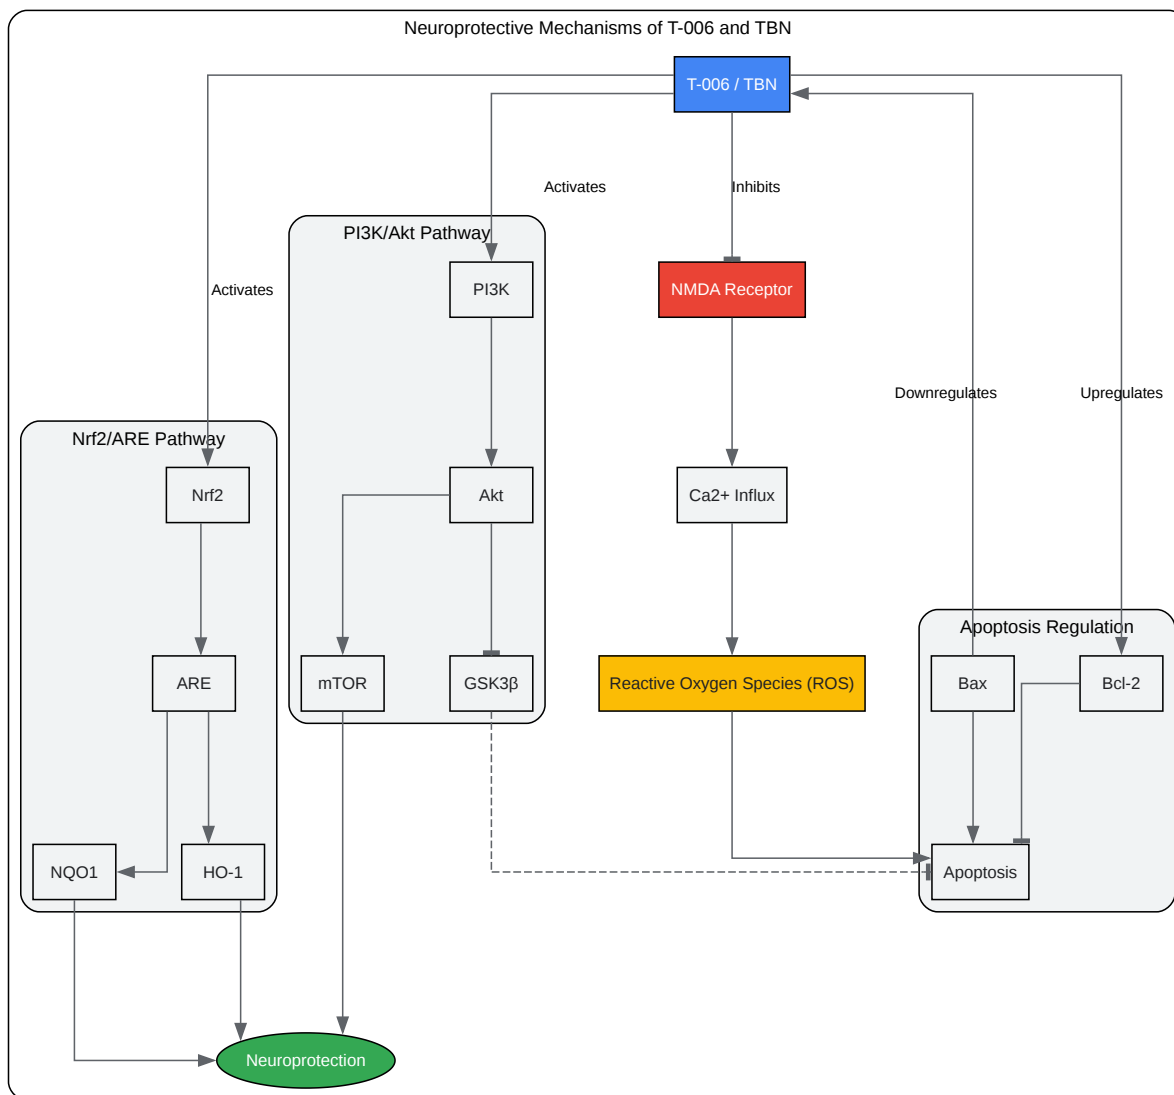 Neuroprotective Mechanisms of T-006 and TBN
T-006 / TBN
Activates
Inhibits
PI3K/Akt Pathway
PI3K
NMDA Receptor
Activates
Downregulates
Upregulates
Nrf2/ARE Pathway
Nrf2
Akt
Ca2+ Influx
Apoptosis Regulation
ARE
mTOR
GSK3β
Reactive Oxygen Species (ROS)
Bax
Bcl-2
NQO1
HO-1
Apoptosis
Neuroprotection